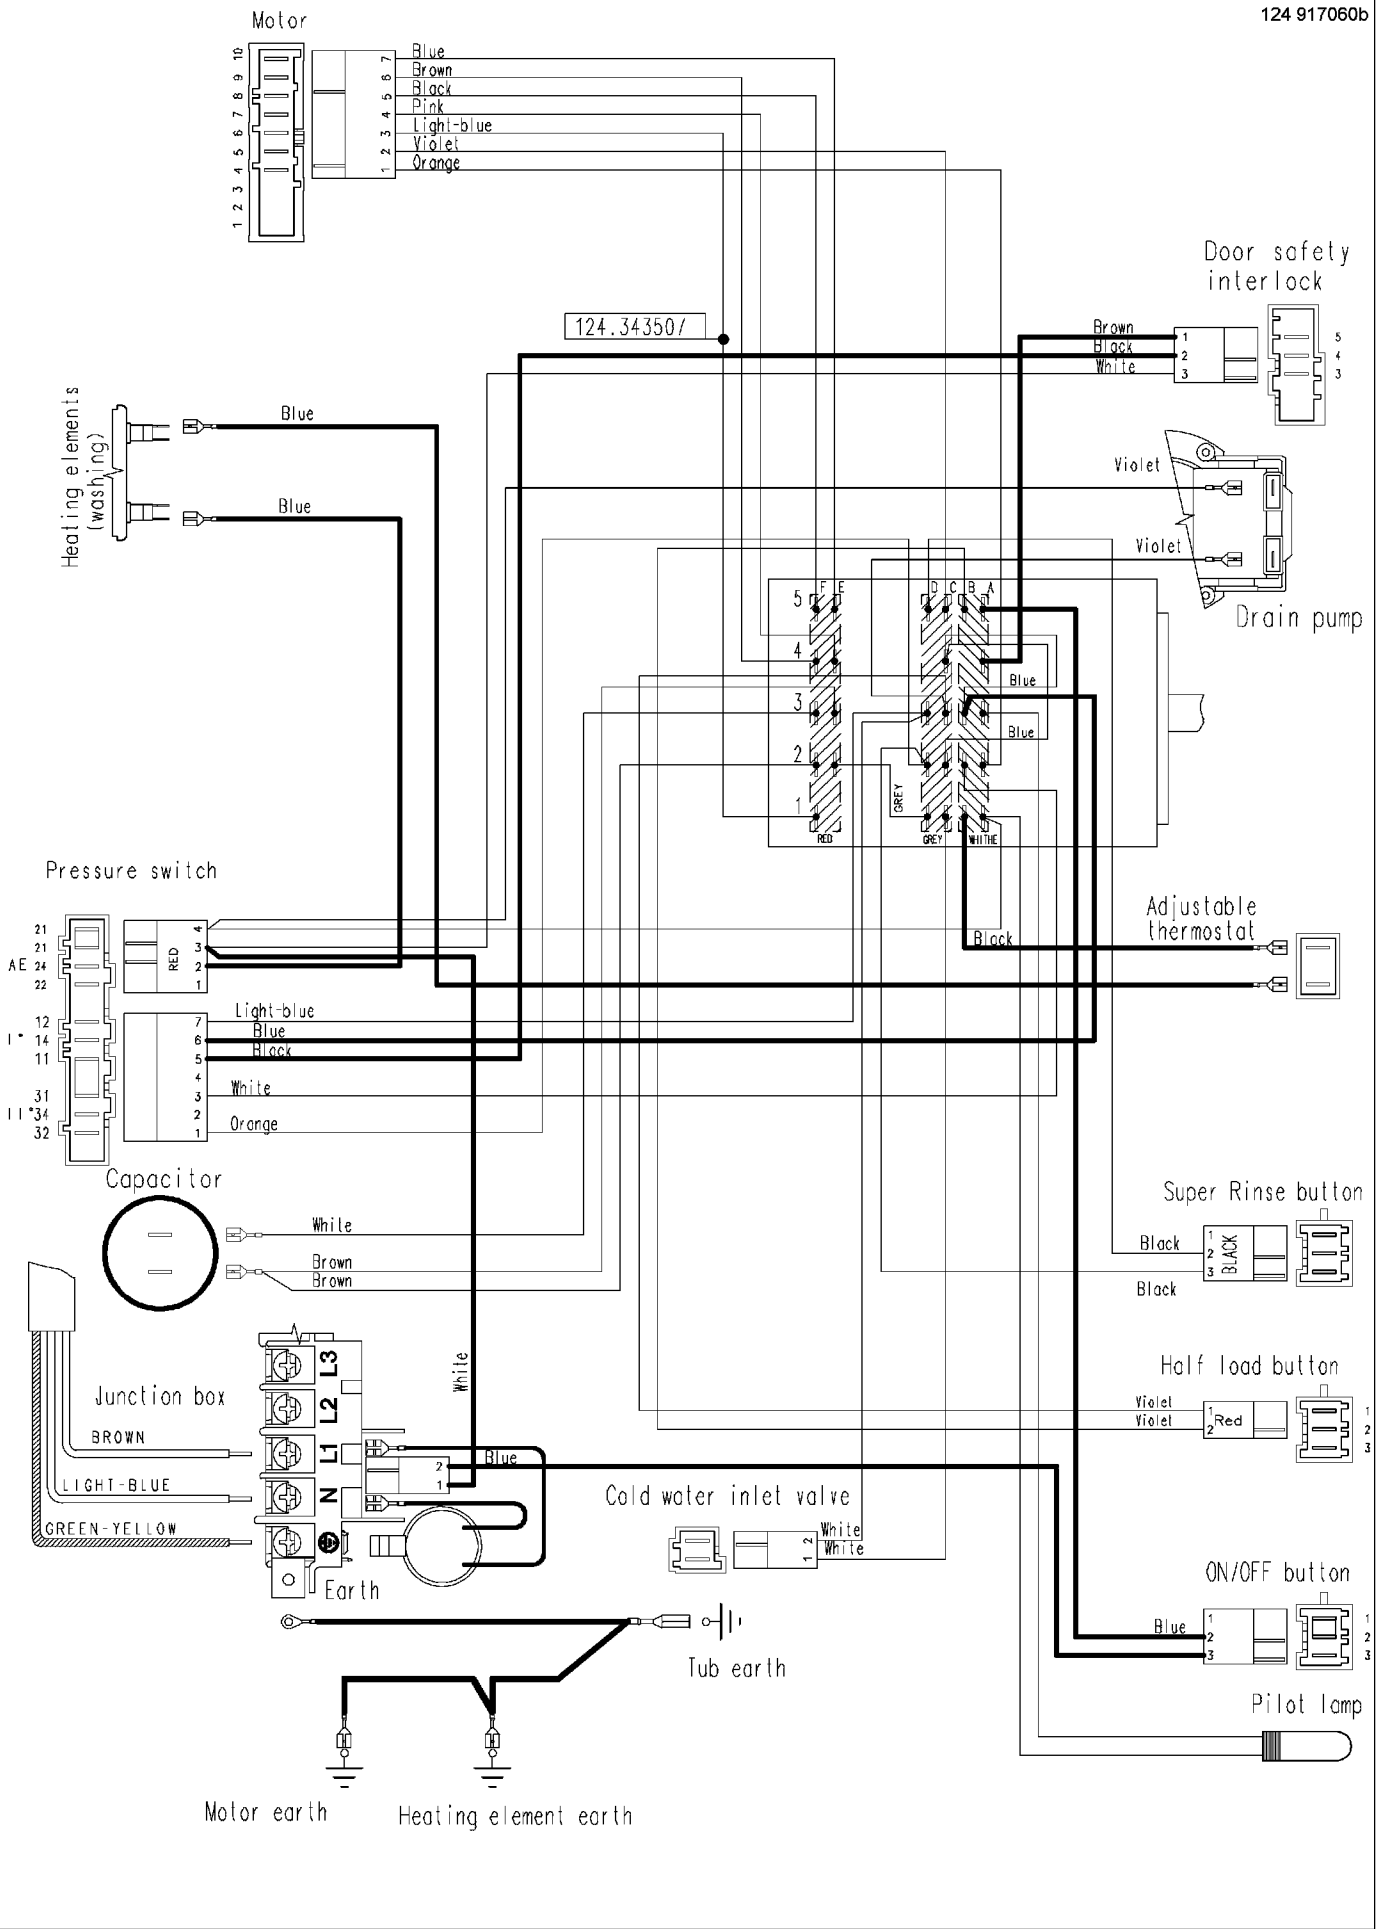 124 917060b
Motor
10
9
8
7
6
5
4
3
2
1
Blue
7
Brown
6
Black
5
Pink
4
Light-blue
3
Violet
2
Orange
1
Door safety
interlock
124.34350/
Brown
1
Black
2
White
3
5
4
3
Heating elements
(washing)
Blue
Blue
Violet
Violet
Drain pump
F E D C B A
5
4
3
2
1
Blue
Blue
GREY
RED
GREY
WHITHE
Pressure switch
21
21
AE 24
22
RED
4
3
2
1
12
I° 14
11
31
II°34
32
7
6
5
4
3
2
1
Light-blue
Blue
Black
White
Orange
Adjustable
thermostat
Black
Capacitor
White
Brown
Brown
Super Rinse button
Black
Black
1
2
3
BLACK
Junction box
BROWN
LIGHT-BLUE
GREEN-YELLOW
L3
L2
L1
N
White
Blue
2
1
Half load button
Violet
Violet
1
2
Red
1
2
3
Cold water inlet valve
White
White
2
1
Earth
ON/OFF button
Blue
1
2
3
1
2
3
Tub earth
Pilot lamp
Motor earth
Heating element earth